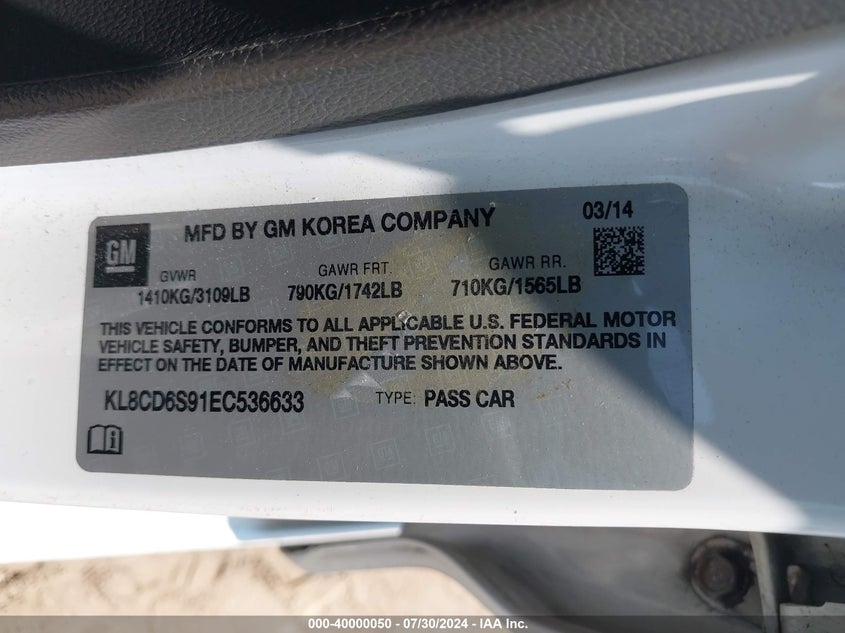 GM
MFD BY GM KOREA COMPANY
03/14
GVWR
GAWR FRT.
GAWR RR.
1410KG/3109LB
790KG/1742LB
710KG/1565LB
THIS VEHICLE CONFORMS TO ALL APPLICABLE U.S. FEDERAL MOTOR
VEHICLE SAFETY, BUMPER, AND THEFT PREVENTION STANDARDS IN
EFFECT ON THE DATE OF MANUFACTURE SHOWN ABOVE.
KL8CD6S91EC536633
TYPE: PASS CAR
000-40000050 - 07/30/2024 - IAA Inc.